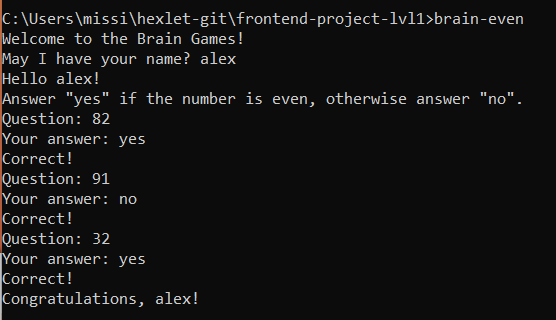 C:\Users\missi\hexlet-git\frontend-project-lvl1>brain-even
Welcome to the Brain Games!
May I have your name? alex
Hello alex!
Answer "yes" if the number is even, otherwise answer "no".
Question: 82
Your answer: yes
Correct!
Question: 91
Your answer: no
Correct!
Question: 32
Your answer: yes
Correct!
Congratulations, alex!